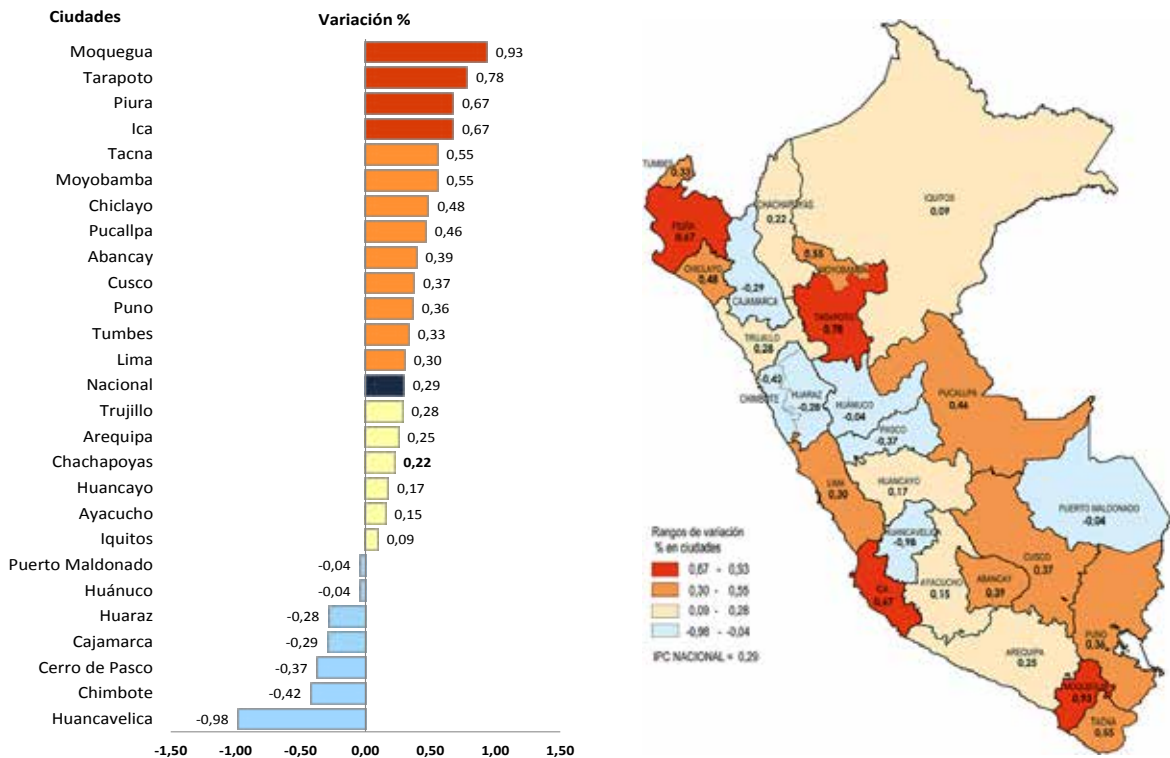 Ciudades Variación %
Moquegua 0,93
Tarapoto 0,78
Piura 0,67
Ica 0,67
Tacna 0,55
Moyobamba 0,55
Chiclayo 0,48
Pucallpa 0,46
Abancay 0,39
Cusco 0,37
Puno 0,36
Tumbes 0,33
Lima 0,30
Nacional 0,29
Trujillo 0,28
Arequipa 0,25
Chachapoyas 0,22
Huancayo 0,17
Ayacucho 0,15
Iquitos 0,09
Puerto Maldonado -0,04
Huánuco -0,04
Huaraz -0,28
Cajamarca -0,29
Cerro de Pasco -0,37
Chimbote -0,42
Huancavelica -0,98
-1,50 -1,00 -0,50 0,00 0,50 1,00 1,50
TUMBES
0,33
IQUITOS
0,09
CHACHAPOYAS
0,22
PIURA
0,67
CHICLAYO
0,48
0,55
MOYOBAMBA
-0,29
CAJAMARCA
TARAPOTO
0,78
TRUJILLO
0,28
-0,42
CHIMBOTE
HUARAZ
-0,28
HUÁNUCO
-0,04
PUCALLPA
0,46
PASCO
-0,37
LIMA
0,30
HUANCAYO
0,17
PUERTO MALDONADO
-0,04
HUANCAVELICA
-0,98
CUSCO
0,37
ICA
0,67
AYACUCHO
0,15
ABANCAY
0,39
PUNO
0,36
AREQUIPA
0,25
MOQUEGUA
0,93
TACNA
0,55
Rangos de variación
% en ciudades
0,67 - 0,93
0,30 - 0,55
0,09 - 0,28
-0,98 - -0,04
IPC NACIONAL = 0,29